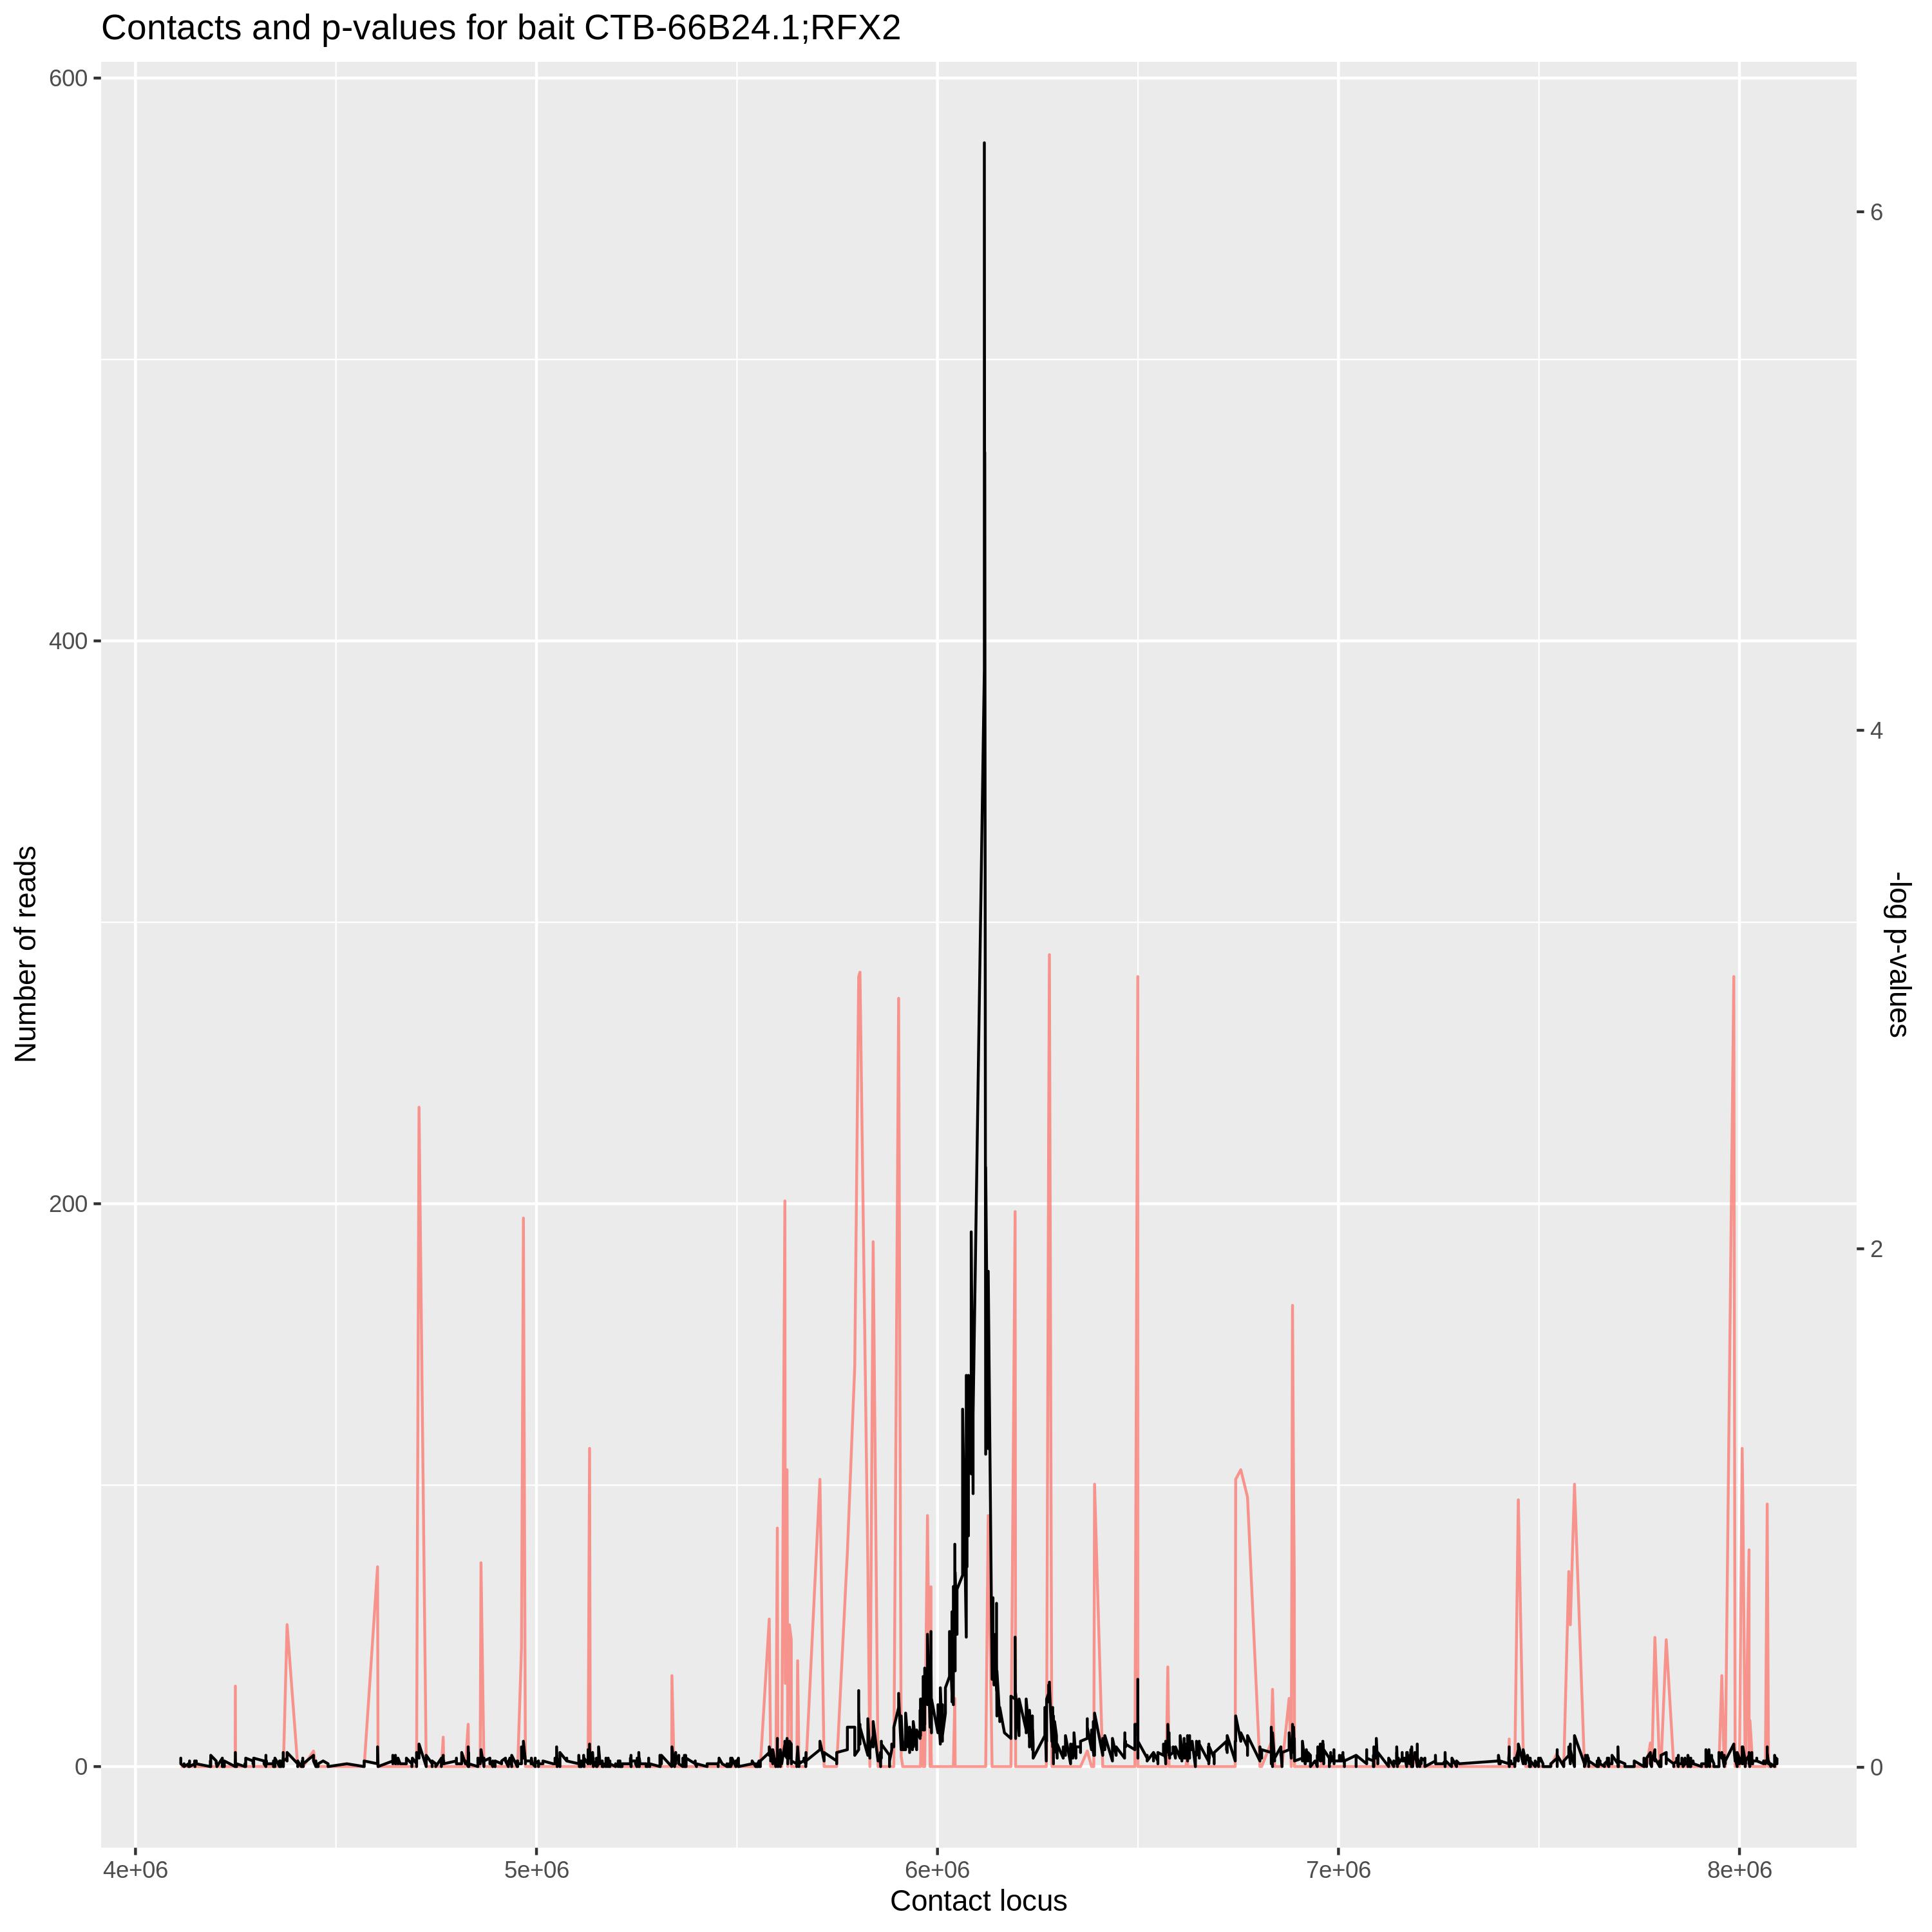 Contacts and p-values for bait CTB-66B24.1;RFX2
600
400
200
0
Number of reads
6
4
2
0
-log p-values
4e+06
5e+06
6e+06
7e+06
8e+06
Contact locus